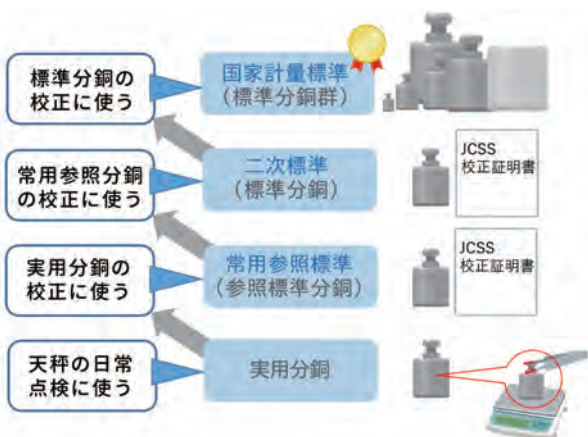 標準分銅の
校正に使う
国家計量標準
(標準分銅群)
常用参照分銅
の校正に使う
二次標準
(標準分銅)
JCSS
校正証明書
実用分銅の
校正に使う
常用参照標準
(参照標準分銅)
JCSS
校正証明書
天秤の日常
点検に使う
実用分銅